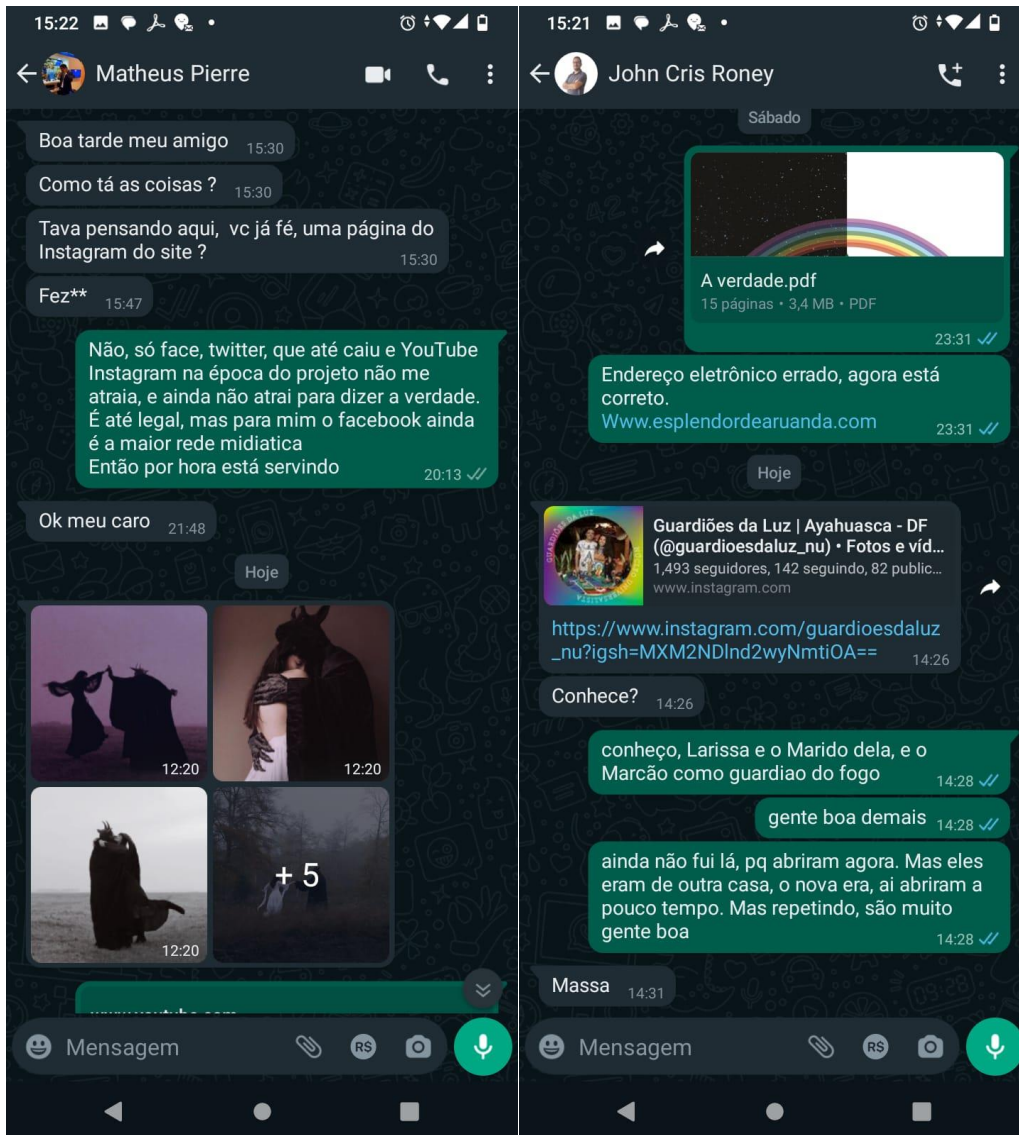 15:22
Matheus Pierre
Boa tarde meu amigo 15:30
Como tá as coisas ? 15:30
Tava pensando aqui, vc já fé, uma página do
Instagram do site ? 15:30
Fez** 15:47
Não, só face, twitter, que até caiu e YouTube
Instagram na época do projeto não me
atraia, e ainda não atrai para dizer a verdade.
É até legal, mas para mim o facebook ainda
é a maior rede midiatica
Então por hora está servindo 20:13
Ok meu caro 21:48
Hoje
12:20
12:20
12:20
+ 5
Mensagem
R$
15:21
John Cris Roney
Sábado
A verdade.pdf
15 páginas • 3,4 MB • PDF
23:31
Endereço eletrônico errado, agora está
correto.
Www.esplendordearuanda.com 23:31
Hoje
GUARDIÕES DA LUZ
Guardiões da Luz | Ayahuasca - DF
(@guardioesdaluz_nu) • Fotos e víd...
1,493 seguidores, 142 seguindo, 82 public...
www.instagram.com
https://www.instagram.com/guardioesdaluz
_nu?igsh=MXM2NDlnd2wyNmtiOA== 14:26
Conhece? 14:26
conheço, Larissa e o Marido dela, e o
Marcão como guardiao do fogo 14:28
gente boa demais 14:28
ainda não fui lá, pq abriram agora. Mas eles
eram de outra casa, o nova era, ai abriram a
pouco tempo. Mas repetindo, são muito
gente boa 14:28
Massa 14:31
Mensagem
R$